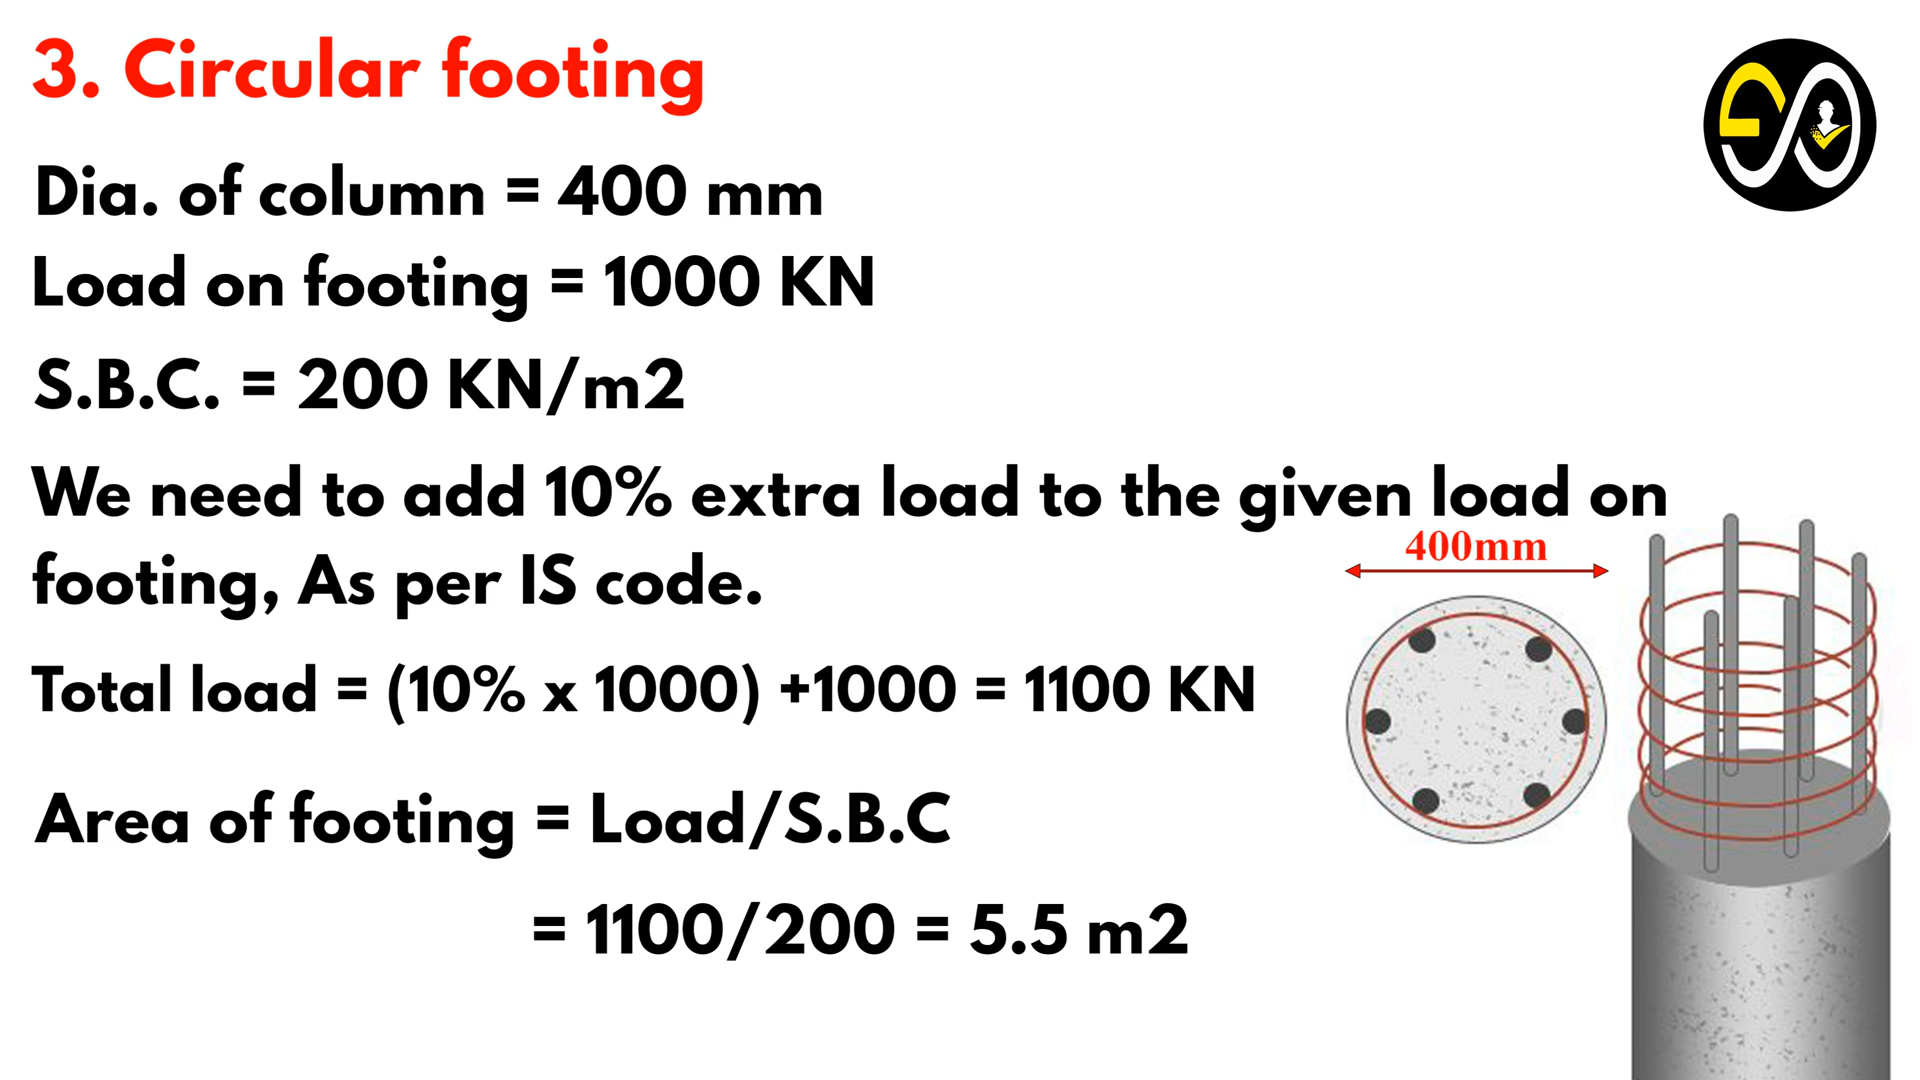 3. Circular footing
Dia. of column = 400 mm
Load on footing = 1000 KN
S.B.C. = 200 KN/m2
We need to add 10% extra load to the given load on
footing, As per IS code.
400mm
Total load = (10% x 1000) +1000 = 1100 KN
Area of footing = Load/S.B.C
= 1100/200 = 5.5 m2